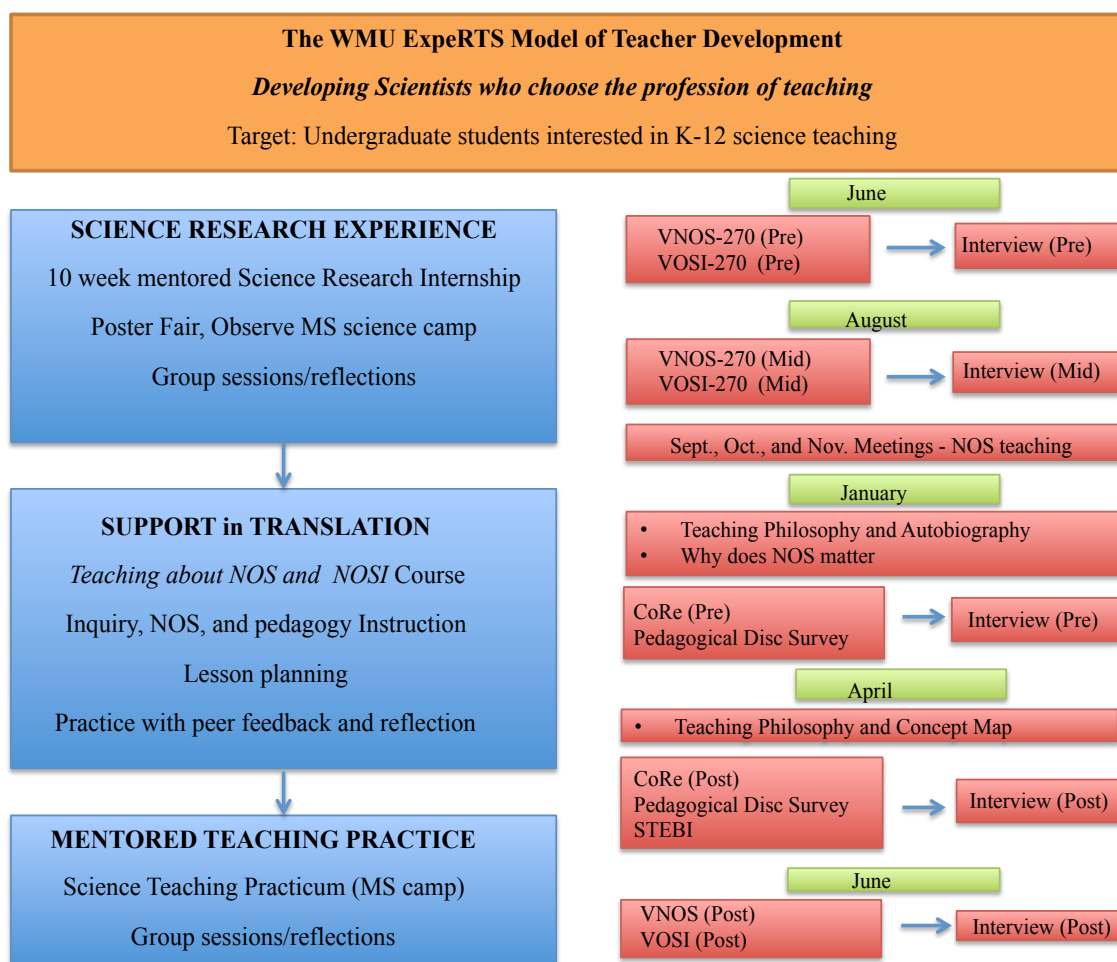 The WMU ExpeRTS Model of Teacher Development
Developing Scientists who choose the profession of teaching
Target: Undergraduate students interested in K-12 science teaching
SCIENCE RESEARCH EXPERIENCE
10 week mentored Science Research Internship
Poster Fair, Observe MS science camp
Group sessions/reflections
SUPPORT in TRANSLATION
Teaching about NOS and NOSI Course
Inquiry, NOS, and pedagogy Instruction
Lesson planning
Practice with peer feedback and reflection
MENTORED TEACHING PRACTICE
Science Teaching Practicum (MS camp)
Group sessions/reflections
June
VNOS-270 (Pre)
VOSI-270 (Pre)
Interview (Pre)
August
VNOS-270 (Mid)
VOSI-270 (Mid)
Interview (Mid)
Sept., Oct., and Nov. Meetings - NOS teaching
January
• Teaching Philosophy and Autobiography
• Why does NOS matter
CoRe (Pre)
Pedagogical Disc Survey
Interview (Pre)
April
• Teaching Philosophy and Concept Map
CoRe (Post)
Pedagogical Disc Survey
STEBI
Interview (Post)
June
VNOS (Post)
VOSI (Post)
Interview (Post)